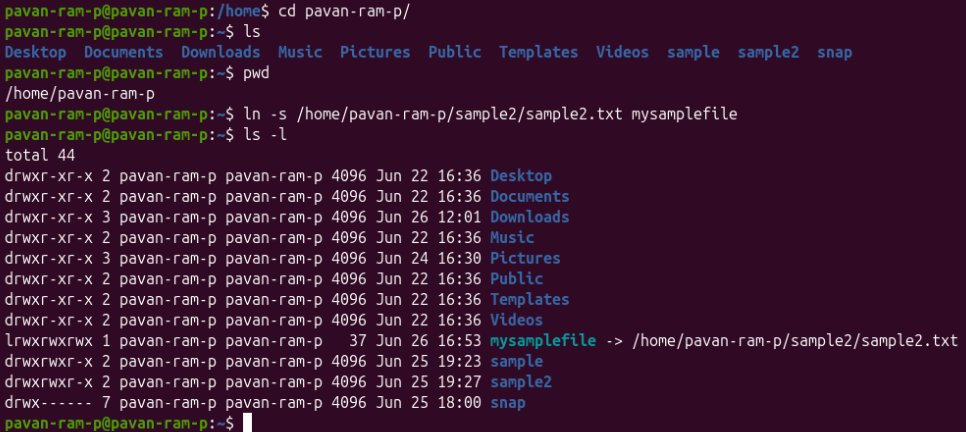 pavan-ram-p@pavan-ram-p:/home$ cd pavan-ram-p/
pavan-ram-p@pavan-ram-p:~$ ls
Desktop  Documents  Downloads  Music  Pictures  Public  Templates  Videos  sample  sample2  snap
pavan-ram-p@pavan-ram-p:~$ pwd
/home/pavan-ram-p
pavan-ram-p@pavan-ram-p:~$ ln -s /home/pavan-ram-p/sample2/sample2.txt mysamplefile
pavan-ram-p@pavan-ram-p:~$ ls -l
total 44
drwxr-xr-x 2 pavan-ram-p pavan-ram-p 4096 Jun 22 16:36 Desktop
drwxr-xr-x 2 pavan-ram-p pavan-ram-p 4096 Jun 22 16:36 Documents
drwxr-xr-x 3 pavan-ram-p pavan-ram-p 4096 Jun 26 12:01 Downloads
drwxr-xr-x 2 pavan-ram-p pavan-ram-p 4096 Jun 22 16:36 Music
drwxr-xr-x 3 pavan-ram-p pavan-ram-p 4096 Jun 24 16:30 Pictures
drwxr-xr-x 2 pavan-ram-p pavan-ram-p 4096 Jun 22 16:36 Public
drwxr-xr-x 2 pavan-ram-p pavan-ram-p 4096 Jun 22 16:36 Templates
drwxr-xr-x 2 pavan-ram-p pavan-ram-p 4096 Jun 22 16:36 Videos
lrwxrwxrwx 1 pavan-ram-p pavan-ram-p   37 Jun 26 16:53 mysamplefile -> /home/pavan-ram-p/sample2/sample2.txt
drwxrwxr-x 2 pavan-ram-p pavan-ram-p 4096 Jun 25 19:23 sample
drwxrwxr-x 2 pavan-ram-p pavan-ram-p 4096 Jun 25 19:27 sample2
drwx------ 7 pavan-ram-p pavan-ram-p 4096 Jun 25 18:00 snap
pavan-ram-p@pavan-ram-p:~$